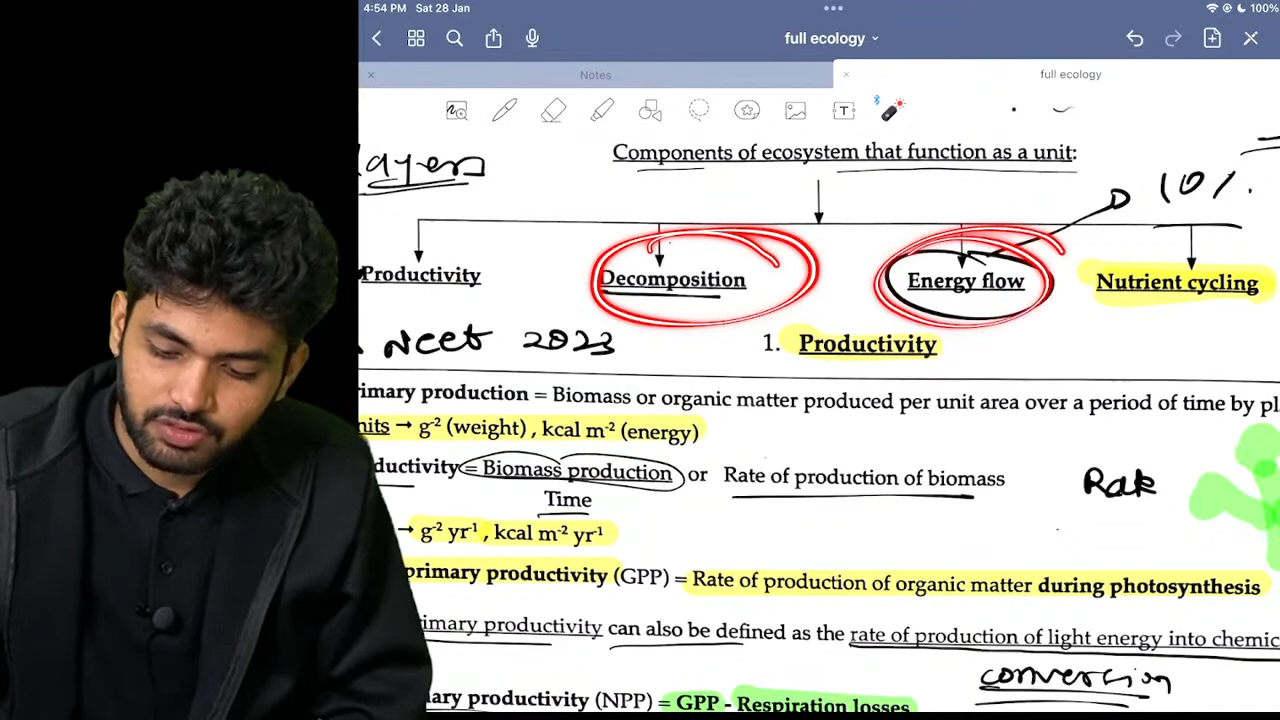 4:54 PM Sat 28 Jan
100%
full ecology
Notes
full ecology
T
layers
Components of ecosystem that function as a unit:
10%.
Productivity
Decomposition
Energy flow
Nutrient cycling
Neet 2023
1. Productivity
rimary production = Biomass or organic matter produced per unit area over a period of time by pl
nits → g⁻² (weight) , kcal m⁻² (energy)
ductivity = Biomass production or Rate of production of biomass
Time
Rate
→ g⁻² yr⁻¹ , kcal m⁻² yr⁻¹
primary productivity (GPP) = Rate of production of organic matter during photosynthesis
imary productivity can also be defined as the rate of production of light energy into chemic
conversion
mary productivity (NPP) = GPP - Respiration losses